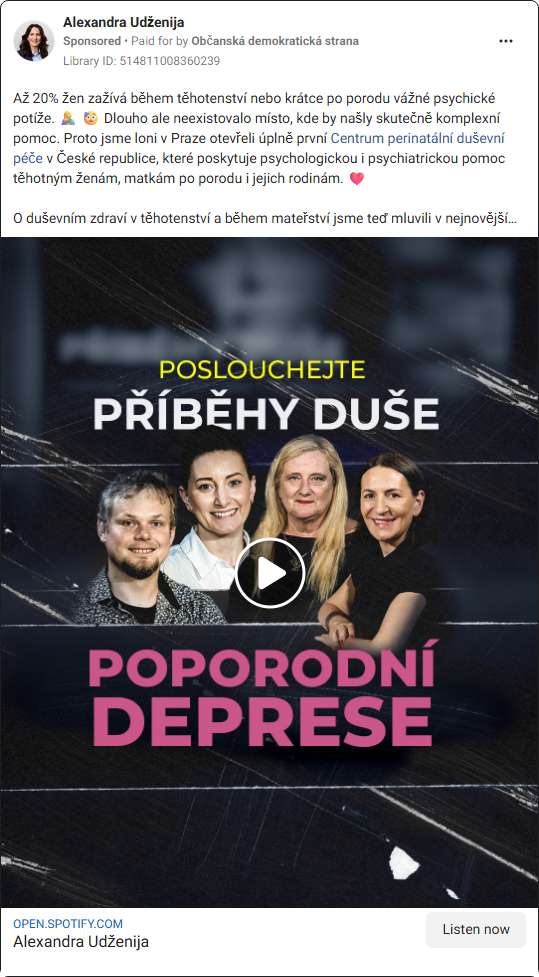 Alexandra Udženija
Sponsored • Paid for by Občanská demokratická strana
Library ID: 514811008360239
Až 20% žen zažívá během těhotenství nebo krátce po porodu vážné psychické
potíže. 🤱 🤯 Dlouho ale neexistovalo místo, kde by našly skutečně komplexní
pomoc. Proto jsme loni v Praze otevřeli úplně první Centrum perinatální duševní
péče v České republice, které poskytuje psychologickou i psychiatrickou pomoc
těhotným ženám, matkám po porodu i jejich rodinám. ❤️
O duševním zdraví v těhotenství a během mateřství jsme teď mluvili v nejnovější...
POSLOUCHEJTE
PŘÍBĚHY DUŠE
POPORODNÍ
DEPRESE
OPEN.SPOTIFY.COM
Alexandra Udženija
Listen now